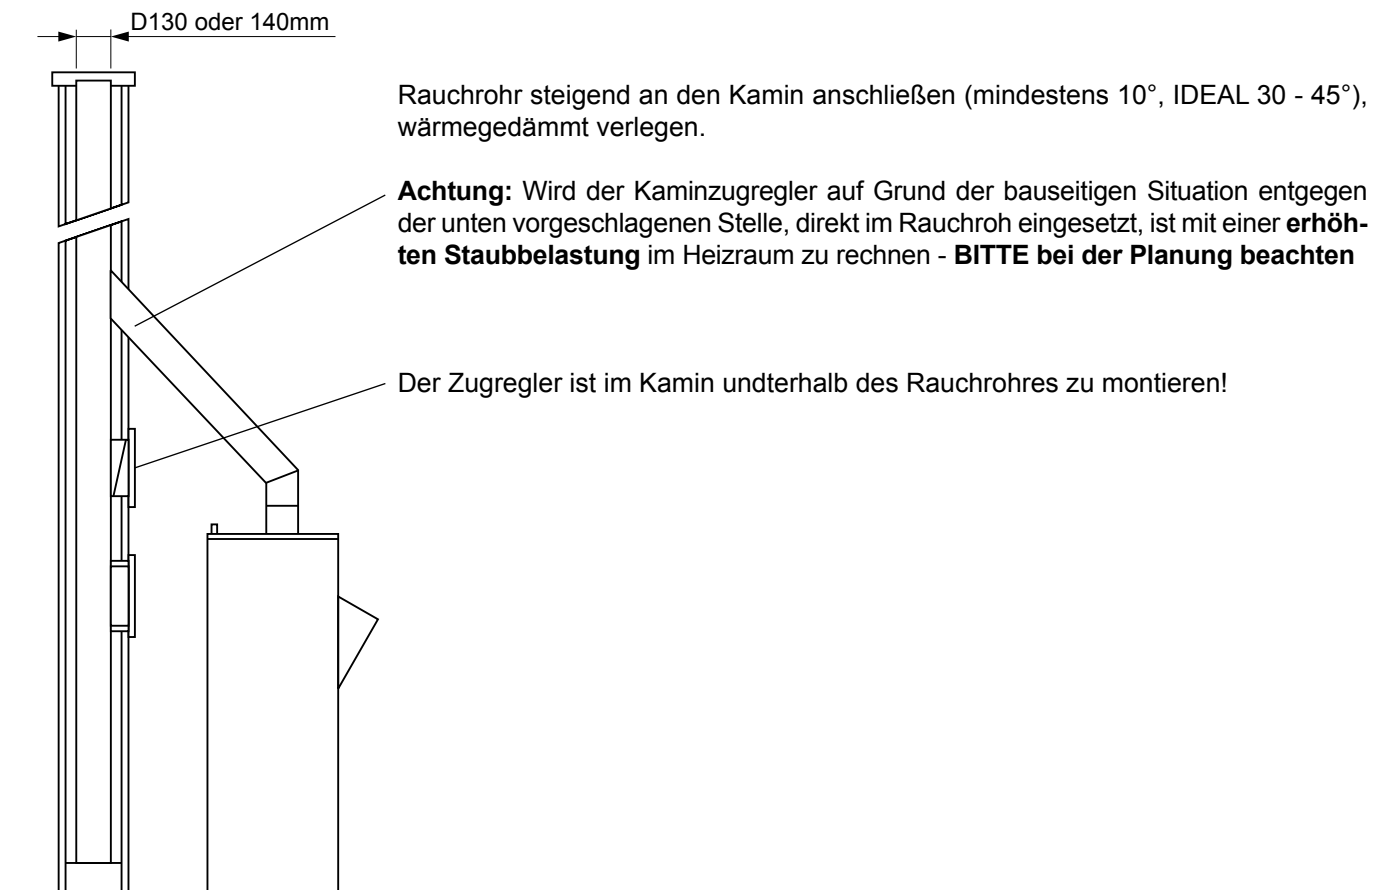 D130 oder 140mm
Rauchrohr steigend an den Kamin anschließen (mindestens 10°, IDEAL 30 - 45°),
wärmegedämmt verlegen.
Achtung: Wird der Kaminzugregler auf Grund der bauseitigen Situation entgegen
der unten vorgeschlagenen Stelle, direkt im Rauchroh eingesetzt, ist mit einer erhöh-
ten Staubbelastung im Heizraum zu rechnen - BITTE bei der Planung beachten
Der Zugregler ist im Kamin undterhalb des Rauchrohres zu montieren!